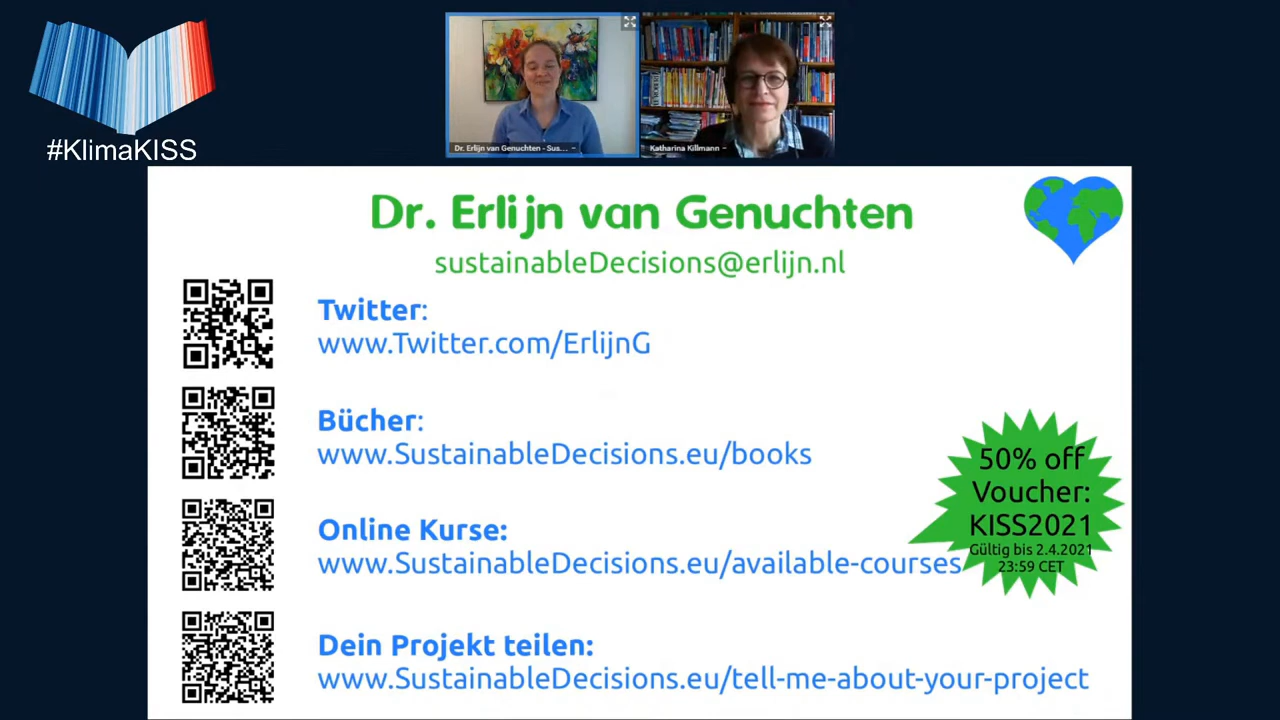 #KlimaKISS
Dr. Erlijn van Genuchten - Sus...
Katharina Killmann
Dr. Erlijn van Genuchten
sustainableDecisions@erlijn.nl
Twitter:
www.Twitter.com/ErlijnG
Bücher:
www.SustainableDecisions.eu/books
Online Kurse:
www.SustainableDecisions.eu/available-courses
50% off
Voucher:
KISS2021
Gültig bis 2.4.2021
23:59 CET
Dein Projekt teilen:
www.SustainableDecisions.eu/tell-me-about-your-project